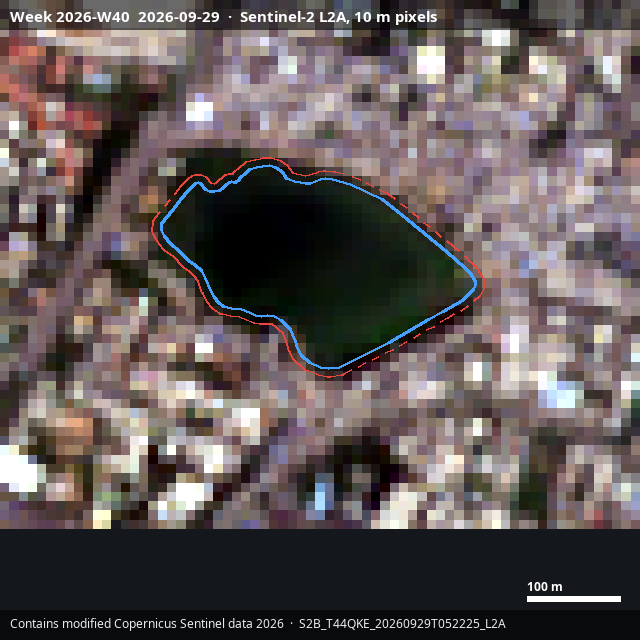 Week 2026-W40 2026-09-29 · Sentinel-2 L2A, 10 m pixels
100 m
Contains modified Copernicus Sentinel data 2026 · S2B_T44QKE_20260929T052225_L2A